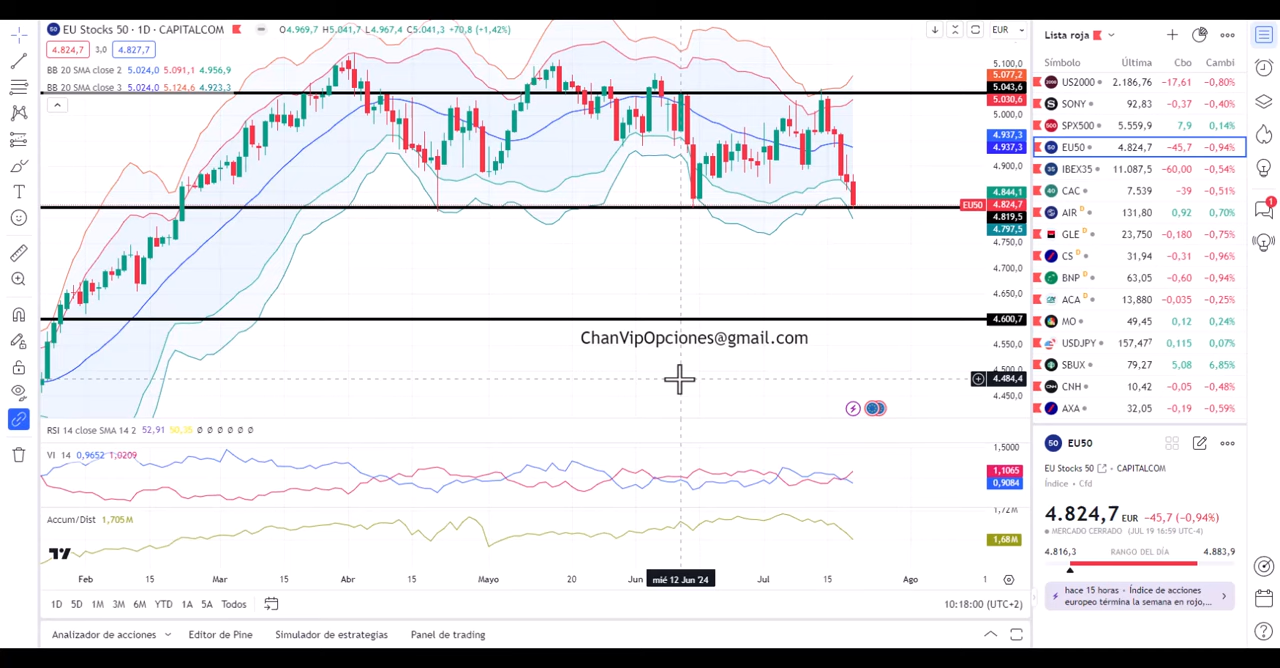 EU Stocks 50 · 1D · CAPITALCOM
O4.969,7 H5.041,7 L4.967,4 C5.041,3 +70,8 (+1,42%)
EUR
4.824,7 3,0 4.827,7
BB 20 SMA close 2 5.024,0 5.091,1 4.956,9
BB 20 SMA close 3 5.024,0 5.124,6 4.923,3
5.100,0
5.077,2
5.043,6
5.030,6
5.000,0
4.937,3
4.937,3
4.900,0
4.844,1
EU50 4.824,7
4.819,5
4.797,5
4.750,0
4.700,0
4.650,0
4.600,7
4.550,0
ChanVipOpciones@gmail.com
4.484,4
4.450,0
RSI 14 close SMA 14 2 52,91 50,35 Ø Ø Ø Ø Ø Ø
VI 14 0,9652 1,0209
1,5000
1,1065
0,9084
Accum/Dist 1,705M
1,72M
1,68M
Feb 15 Mar 15 Abr 15 Mayo 20 Jun mié 12 Jun '24 Jul 15 Ago 1
1D 5D 1M 3M 6M YTD 1A 5A Todos
10:18:00 (UTC+2)
Analizador de acciones Editor de Pine Simulador de estrategias Panel de trading
Lista roja
Símbolo Última Cbo Cambi
US2000 2.186,76 −17,61 −0,80%
SONY 92,83 −0,37 −0,40%
SPX500 5.559,9 7,9 0,14%
EU50 4.824,7 −45,7 −0,94%
IBEX35 11.087,5 −60,00 −0,54%
CAC 7.539 −39 −0,51%
AIR D 131,80 0,92 0,70%
GLE D 23,750 −0,180 −0,75%
CS D 31,94 −0,31 −0,96%
BNP D 63,05 −0,60 −0,94%
ACA D 13,880 −0,035 −0,25%
MO 49,45 0,12 0,24%
USDJPY 157,477 0,115 0,07%
SBUX 79,27 5,08 6,85%
CNH 10,42 −0,05 −0,48%
AXA 32,05 −0,19 −0,59%
50 EU50
EU Stocks 50 · CAPITALCOM
Índice · Cfd
4.824,7 EUR −45,7 (−0,94%)
MERCADO CERRADO (JUL 19 16:59 UTC-4)
4.816,3 RANGO DEL DÍA 4.883,9
hace 15 horas · Índice de acciones
europeo términa la semana en rojo,...
1